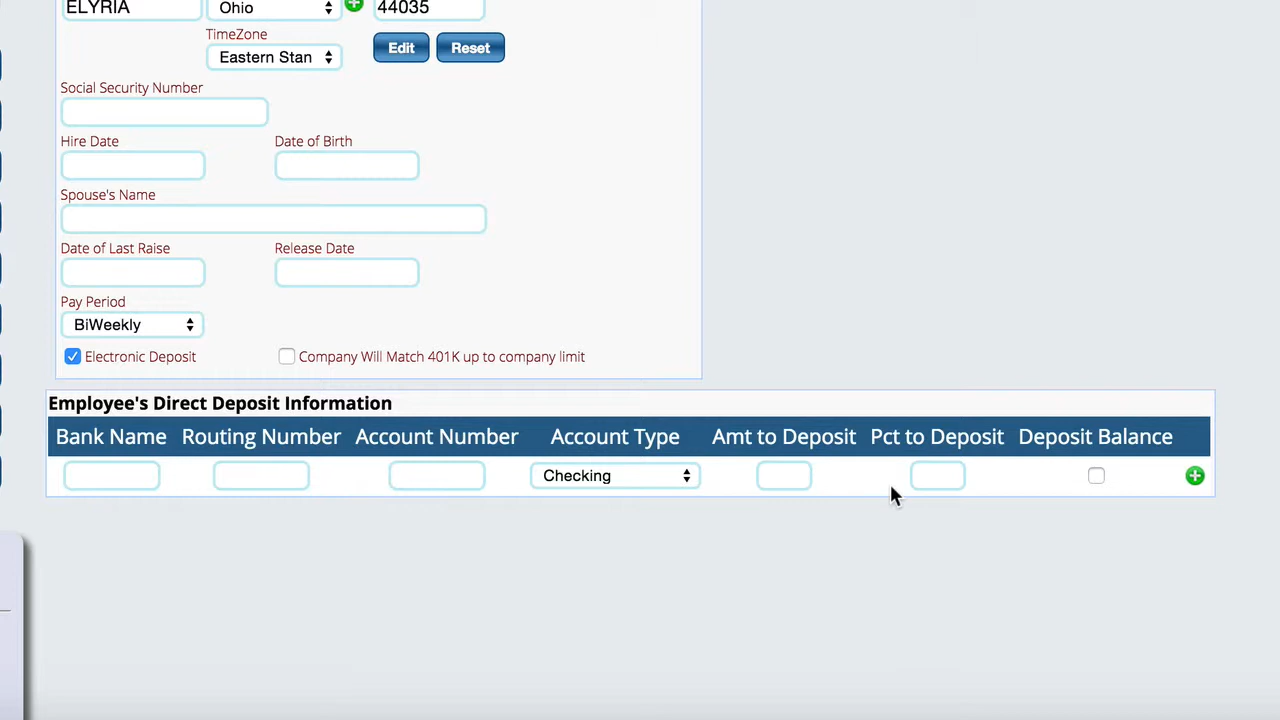 ELYRIA Ohio 44035
TimeZone
Eastern Stan Edit Reset
Social Security Number
Hire Date Date of Birth
Spouse's Name
Date of Last Raise Release Date
Pay Period
BiWeekly
Electronic Deposit Company Will Match 401K up to company limit
Employee's Direct Deposit Information
Bank Name Routing Number Account Number Account Type Amt to Deposit Pct to Deposit Deposit Balance
Checking